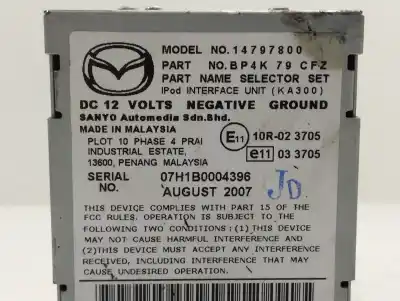 MODEL NO.14797800
PART NO.BP4K 79 CFZ
PART NAME SELECTOR SET
IPod INTERFACE UNIT (KA300)
DC 12 VOLTS NEGATIVE GROUND
SANYO Automedia Sdn.Bhd.
MADE IN MALAYSIA
PLOT 10 PHASE 4 PRAI
INDUSTRIAL ESTATE,
13600, PENANG MALAYSIA
E11 10R-02 3705
e11 03 3705
SERIAL NO. 07H1B0004396
AUGUST 2007
JD
THIS DEVICE COMPLIES WITH PART 15 OF THE
FCC RULES. OPERATION IS SUBJECT TO THE
FOLLOWING TWO CONDITIONS:(1)THIS DEVICE
MAY NOT CAUSE HARMFUL INTERFERENCE AND
(2)THIS DEVICE MUST ACCEPT ANY INTERFERENCE
RECEIVED, INCLUDING INTERFERENCE THAT MAY
CAUSE UNDESIRED OPERATION.